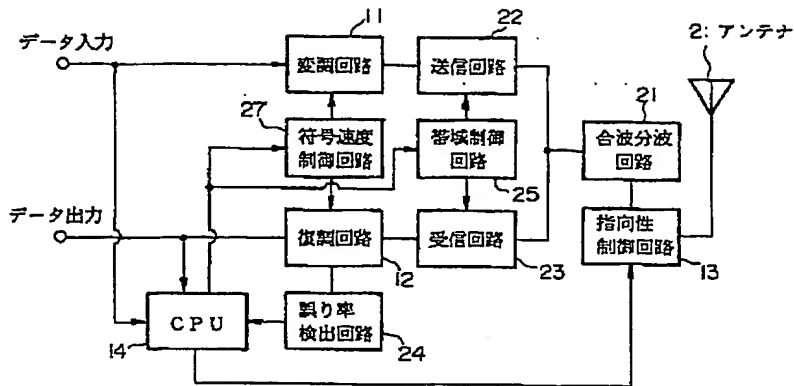 データ入力
11
変調回路
22
送信回路
2: アンテナ
27
符号速度
制御回路
帯域制御
回路
25
21
合波分波
回路
データ出力
復調回路
12
受信回路
23
指向性
制御回路
13
CPU
14
誤り率
検出回路
24